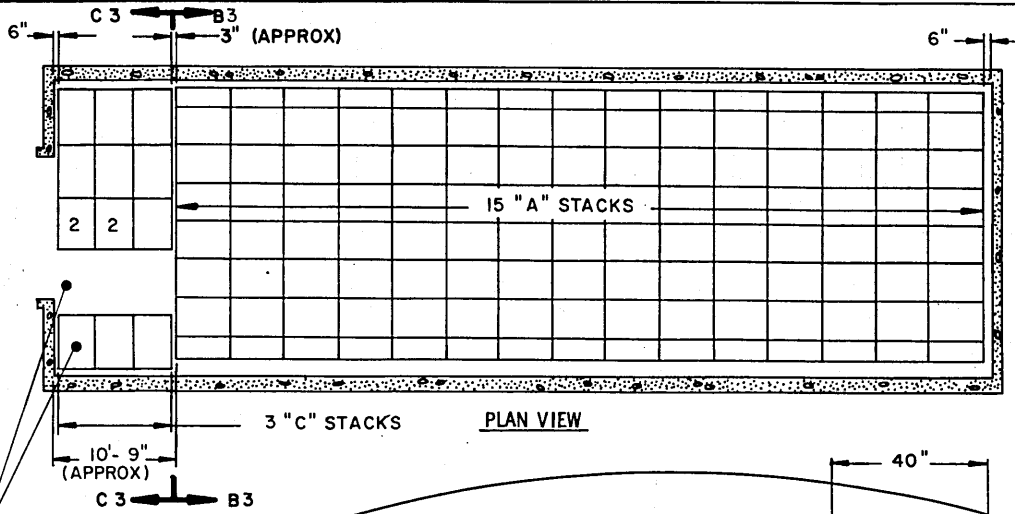 C 3 B3
6" 3" (APPROX) 6"
2 2
15 "A" STACKS
3 "C" STACKS PLAN VIEW
10'- 9"
(APPROX)
40"
C 3 B3